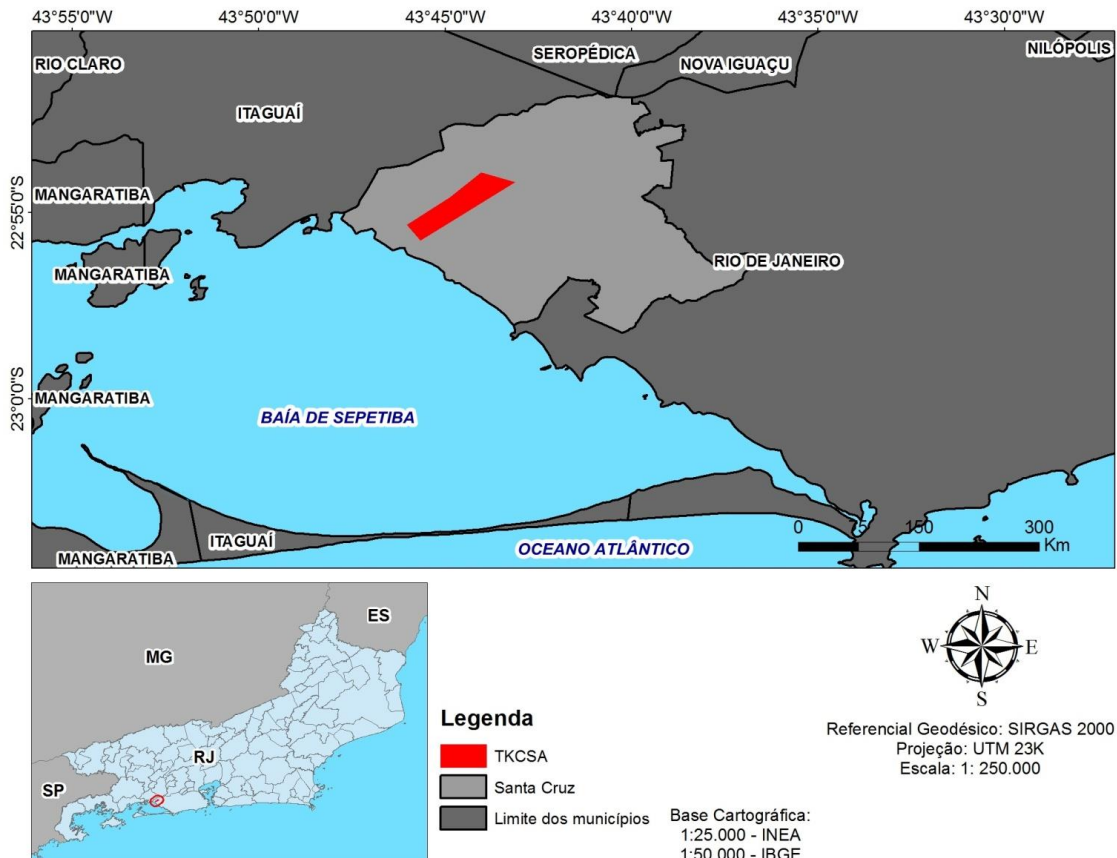 43°55'0"W 43°50'0"W 43°45'0"W 43°40'0"W 43°35'0"W 43°30'0"W
RIO CLARO
SEROPÉDICA
NOVA IGUAÇU
NILÓPOLIS
ITAGUAÍ
MANGARATIBA
22°55'0"S
MANGARATIBA
RIO DE JANEIRO
MANGARATIBA
23°0'0"S
BAÍA DE SEPETIBA
ITAGUAÍ
MANGARATIBA
OCEANO ATLÂNTICO
0 75 150 300
Km
ES
MG
RJ
SP
Legenda
TKCSA
Santa Cruz
Limite dos municípios
Base Cartográfica:
1:25.000 - INEA
1:50.000 - IBGE
N
W E
S
Referencial Geodésico: SIRGAS 2000
Projeção: UTM 23K
Escala: 1: 250.000